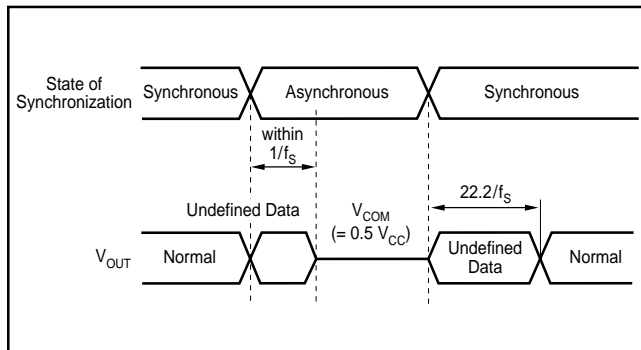 State of
Synchronization
Synchronous
Asynchronous
Synchronous
within
1/fS
22.2/fS
Undefined Data
VCOM
(= 0.5 VCC)
VOUT
Normal
Undefined
Data
Normal